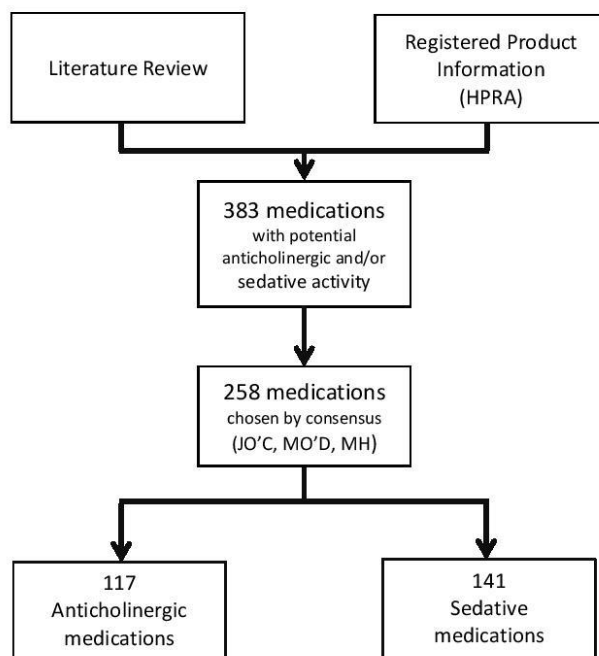 Literature Review
Registered Product
Information
(HPRA)
383 medications
with potential
anticholinergic and/or
sedative activity
258 medications
chosen by consensus
(JO’C, MO’D, MH)
117
Anticholinergic
medications
141
Sedative
medications